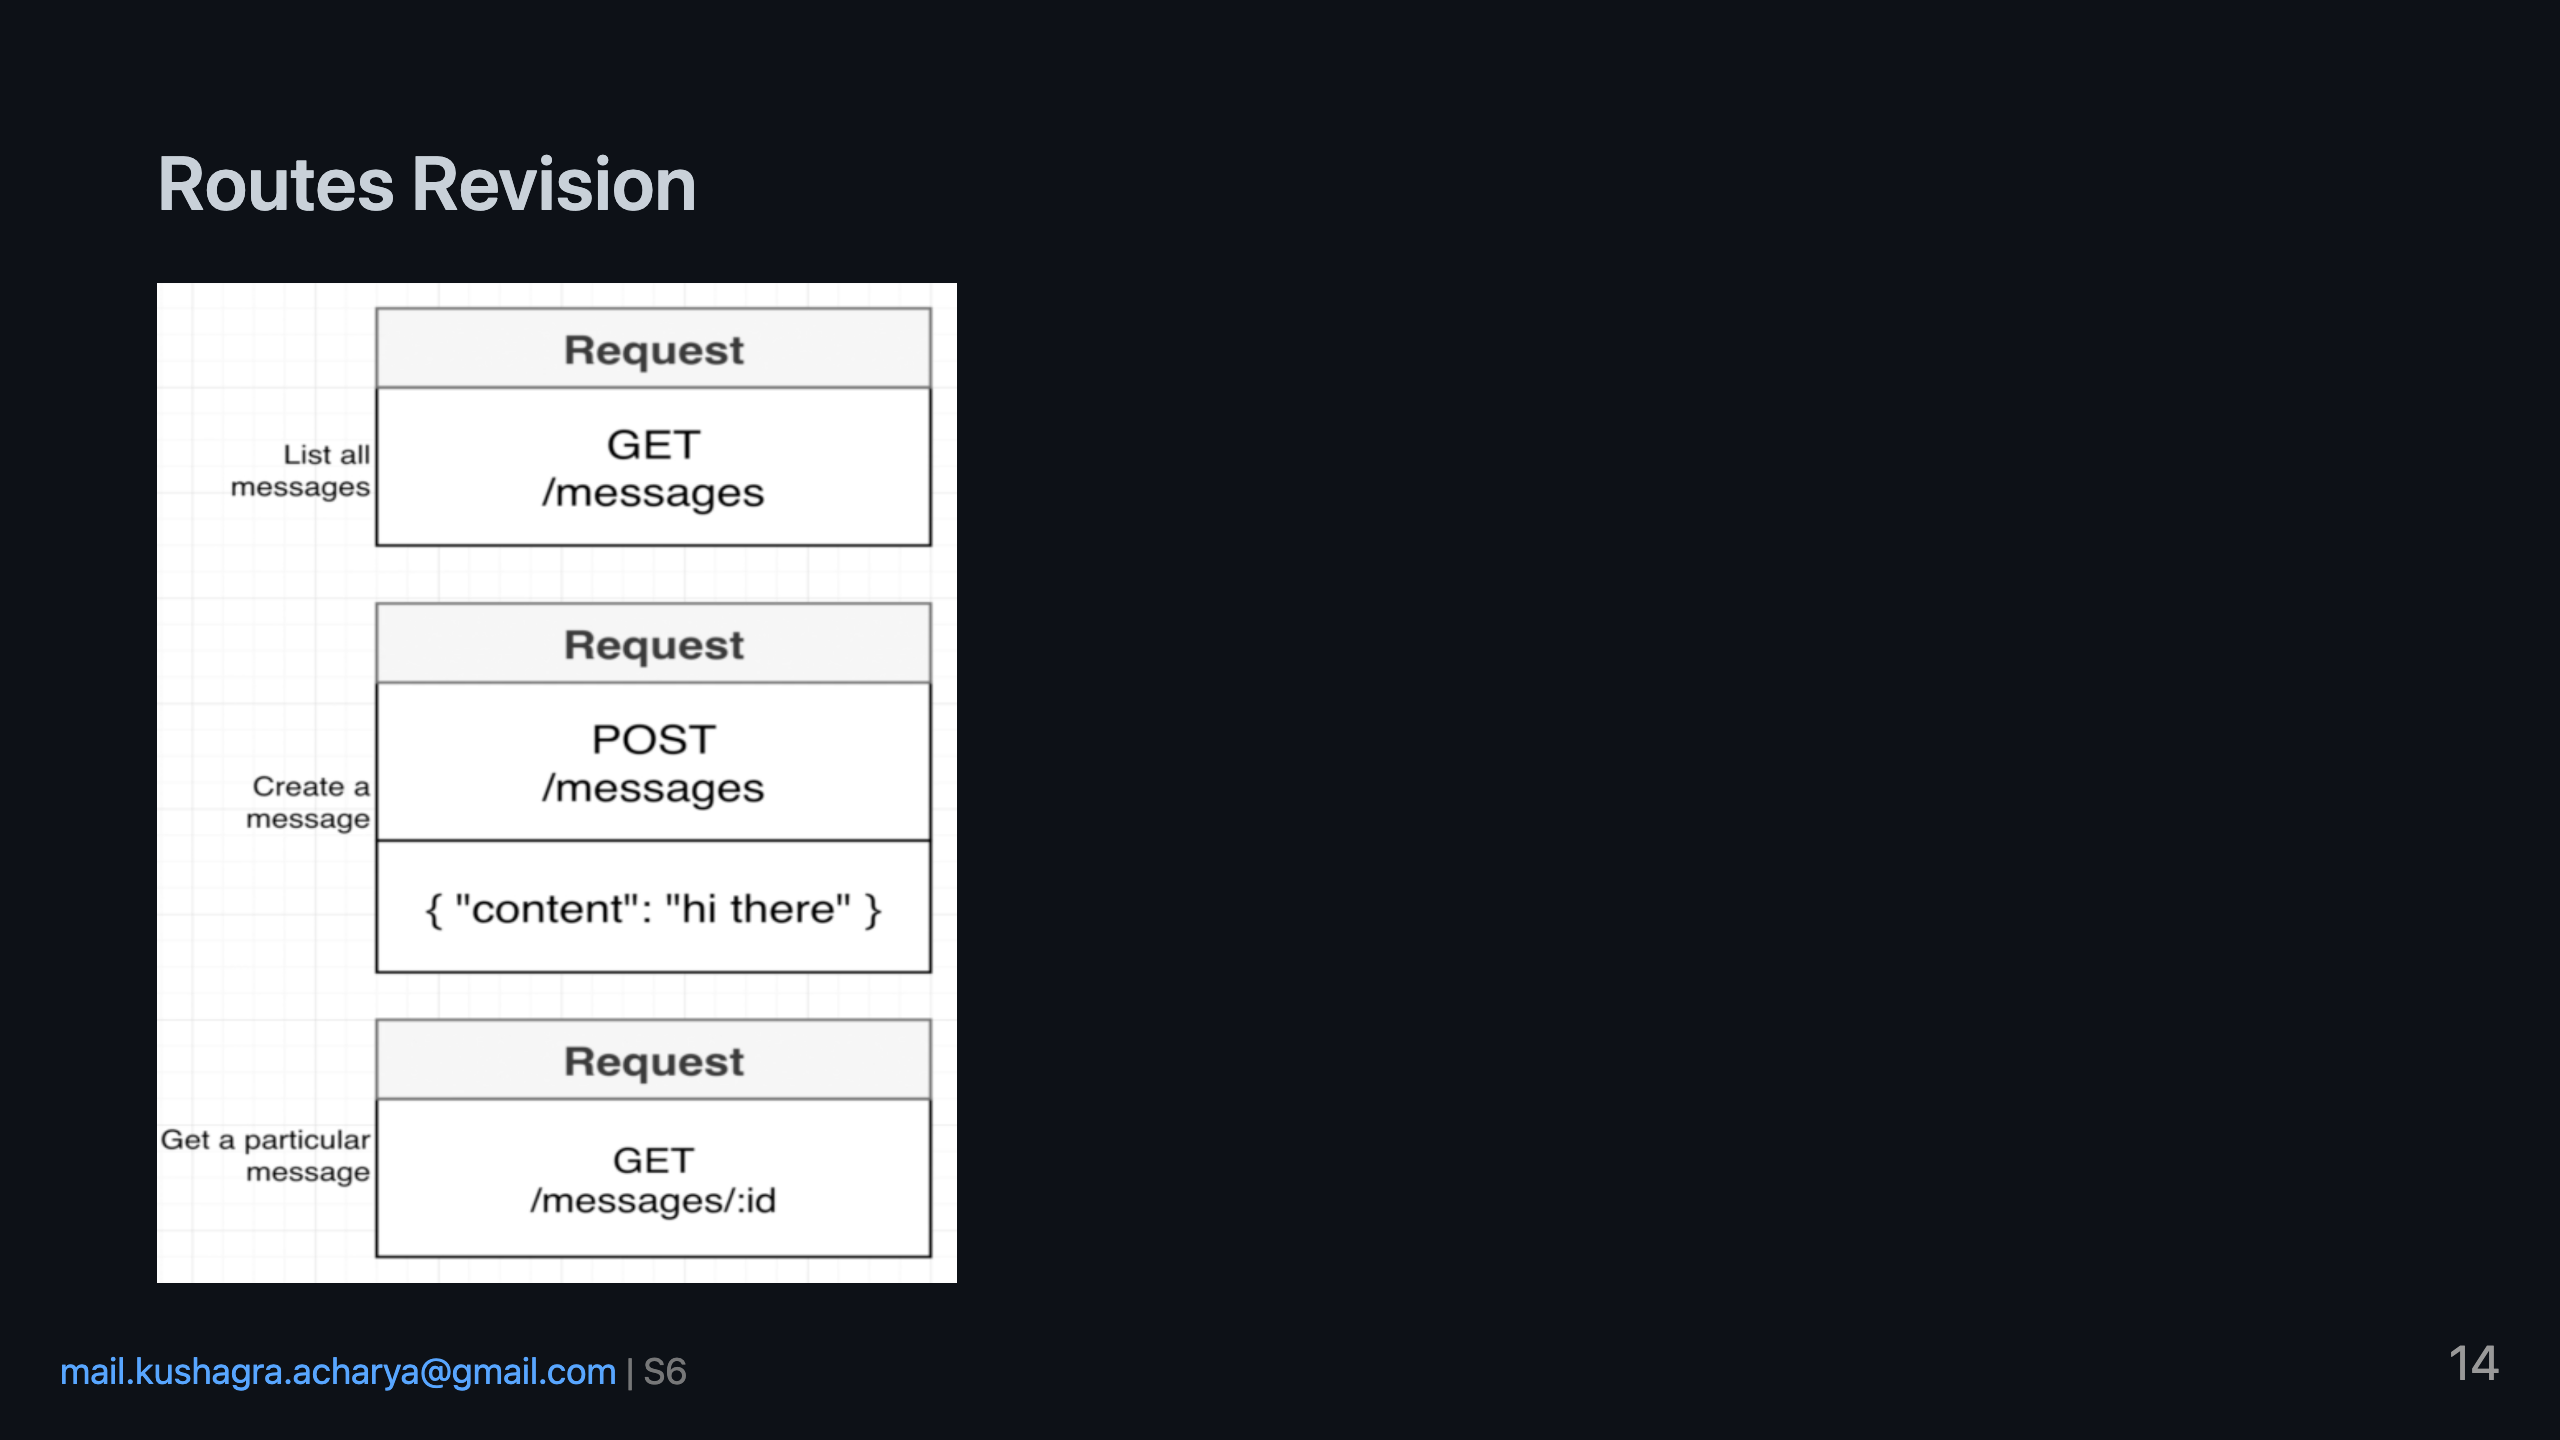 Routes Revision
Request
List all
messages
GET
/messages
Request
Create a
message
POST
/messages
{ "content": "hi there" }
Request
Get a particular
message
GET
/messages/:id
mail.kushagra.acharya@gmail.com | S6
14